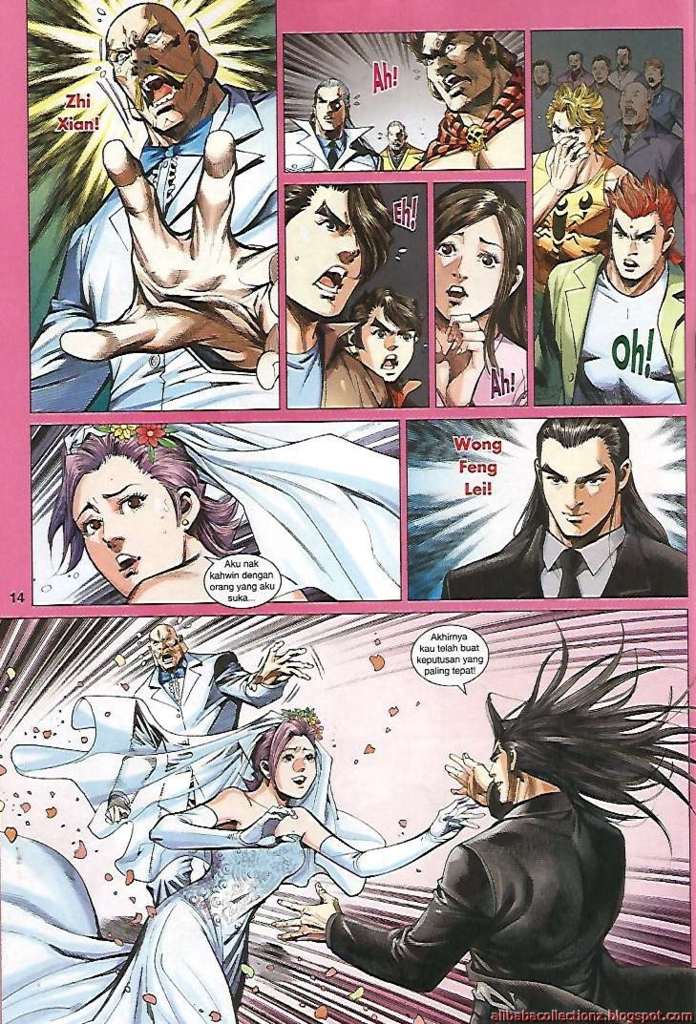 Zhi
Xian!
Ah!
Eh!
Ah!
Oh!
Aku nak
kahwin dengan
orang yang aku
suka...
Wong
Feng
Lei!
14
Akhirnya
kau telah buat
keputusan yang
paling tepat!
alibabacollectionz.blogspot.com